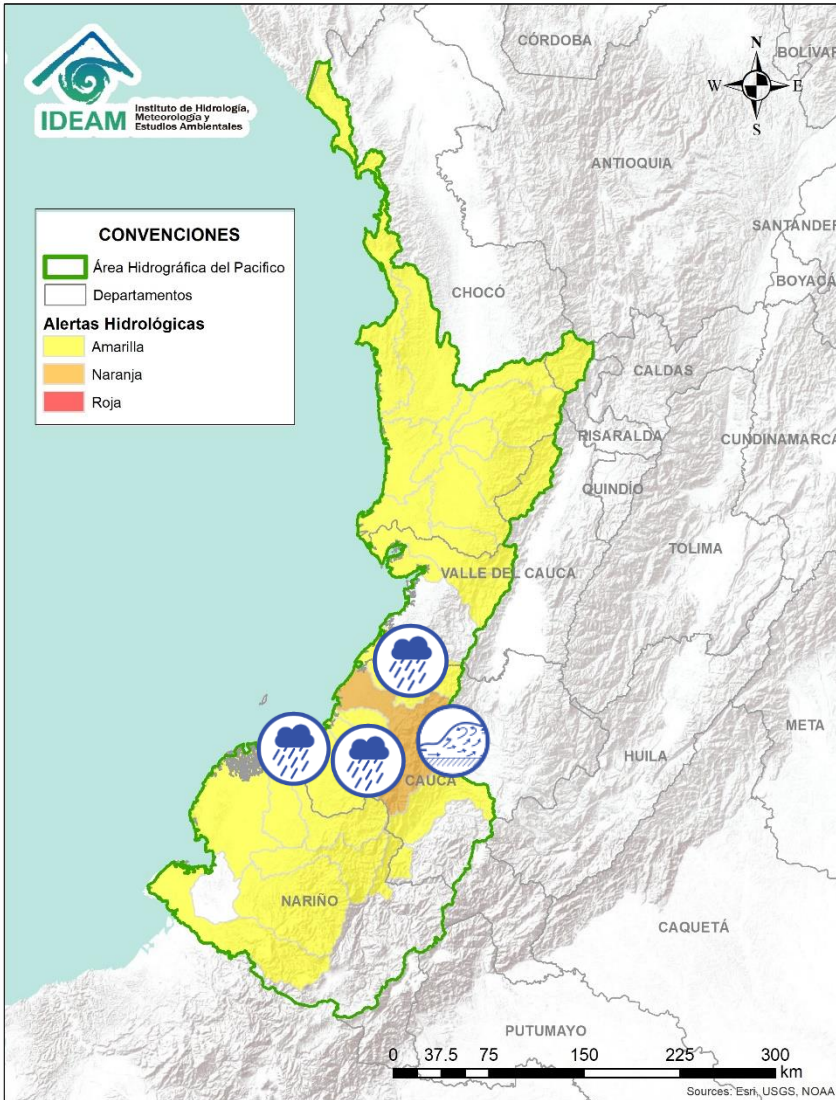 IDEAM
Instituto de Hidrología,
Meteorología y
Estudios Ambientales
CÓRDOBA
BOLÍVAR
N
W
E
S
ANTIOQUIA
SANTANDER
BOYACÁ
CONVENCIONES
Área Hidrográfica del Pacifico
Departamentos
Alertas Hidrológicas
Amarilla
Naranja
Roja
CHOCÓ
CALDAS
RISARALDA
CUNDINAMARCA
QUINDÍO
TOLIMA
VALLE DEL CAUCA
META
HUILA
CAUCA
NARIÑO
CAQUETÁ
PUTUMAYO
0 37.5 75 150 225 300
km
Sources: Esri, USGS, NOAA